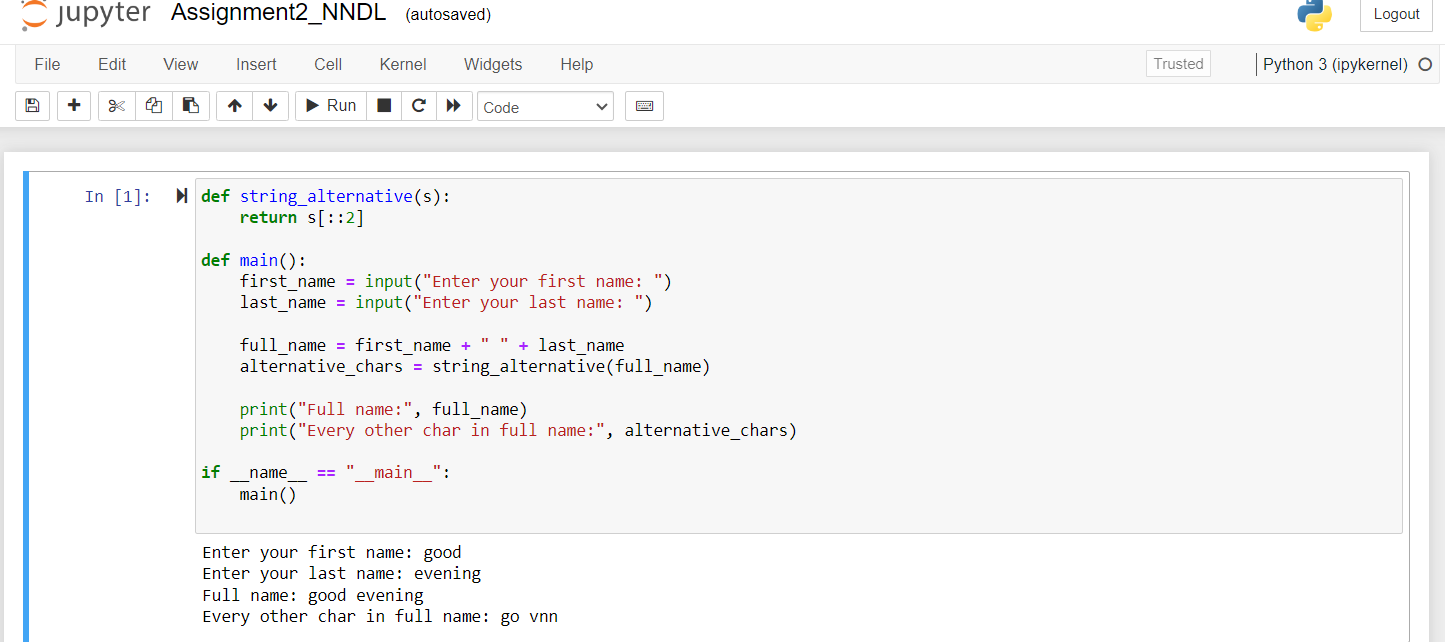 jupyter Assignment2_NNDL (autosaved) Logout
File Edit View Insert Cell Kernel Widgets Help Trusted Python 3 (ipykernel)
Run Code
In [1]: def string_alternative(s):
    return s[::2]

def main():
    first_name = input("Enter your first name: ")
    last_name = input("Enter your last name: ")

    full_name = first_name + " " + last_name
    alternative_chars = string_alternative(full_name)

    print("Full name:", full_name)
    print("Every other char in full name:", alternative_chars)

if __name__ == "__main__":
    main()

Enter your first name: good
Enter your last name: evening
Full name: good evening
Every other char in full name: go vnn